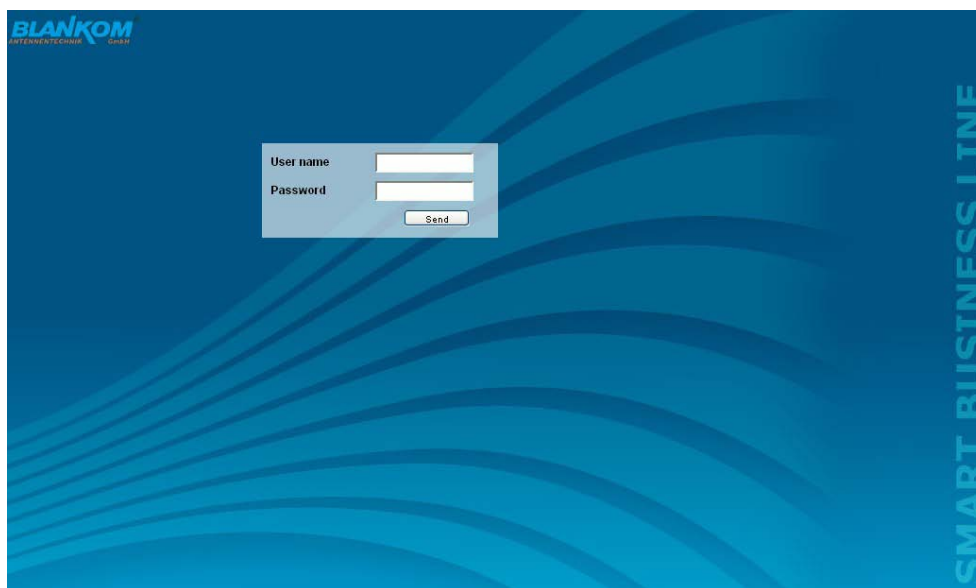 BLANKOM
ANTENNENTECHNIK GmbH
User name
Password
Send
SMART BUSINESS LINE